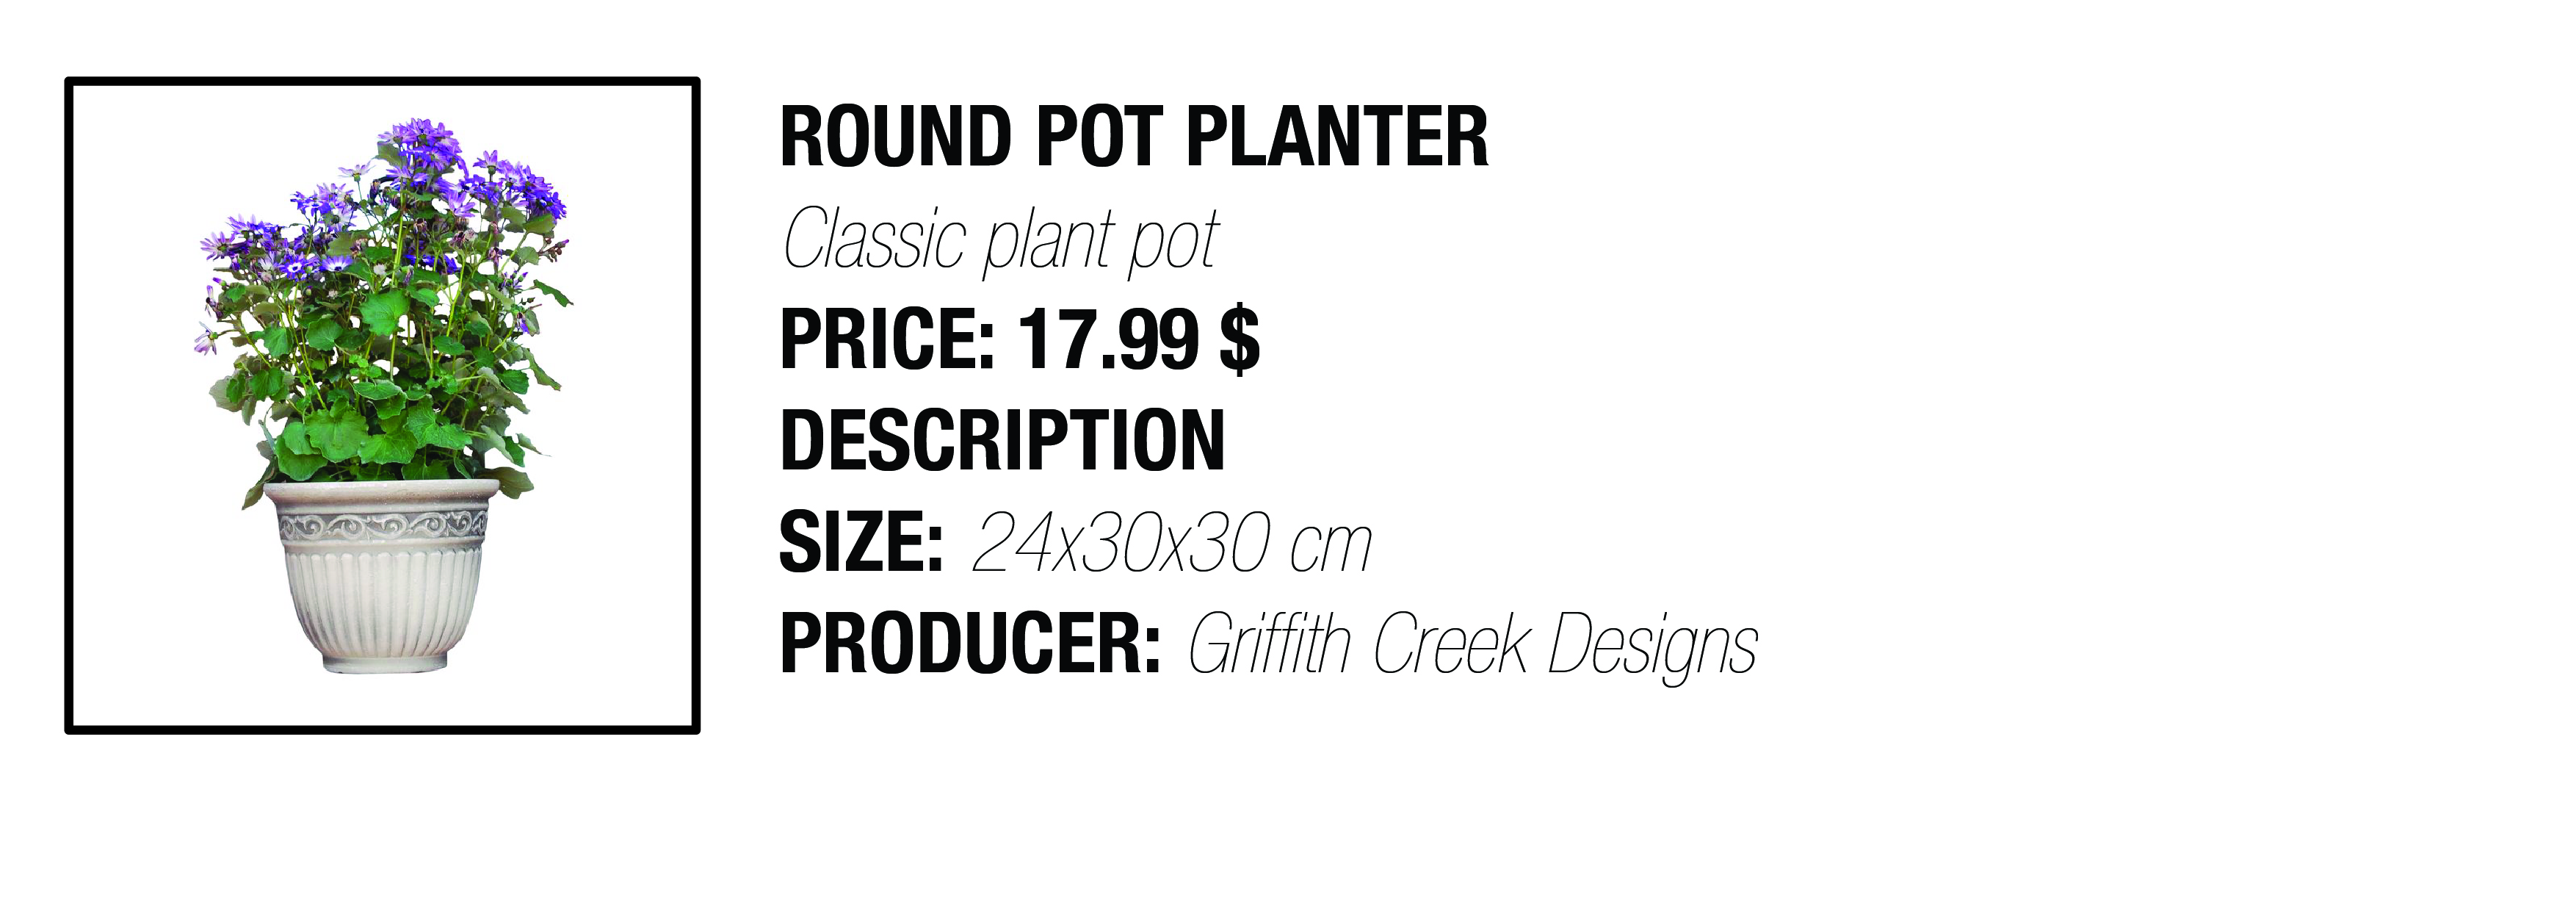 ROUND POT PLANTER
Classic plant pot
PRICE: 17.99 $
DESCRIPTION
SIZE: 24x30x30 cm
PRODUCER: Griffith Creek Designs